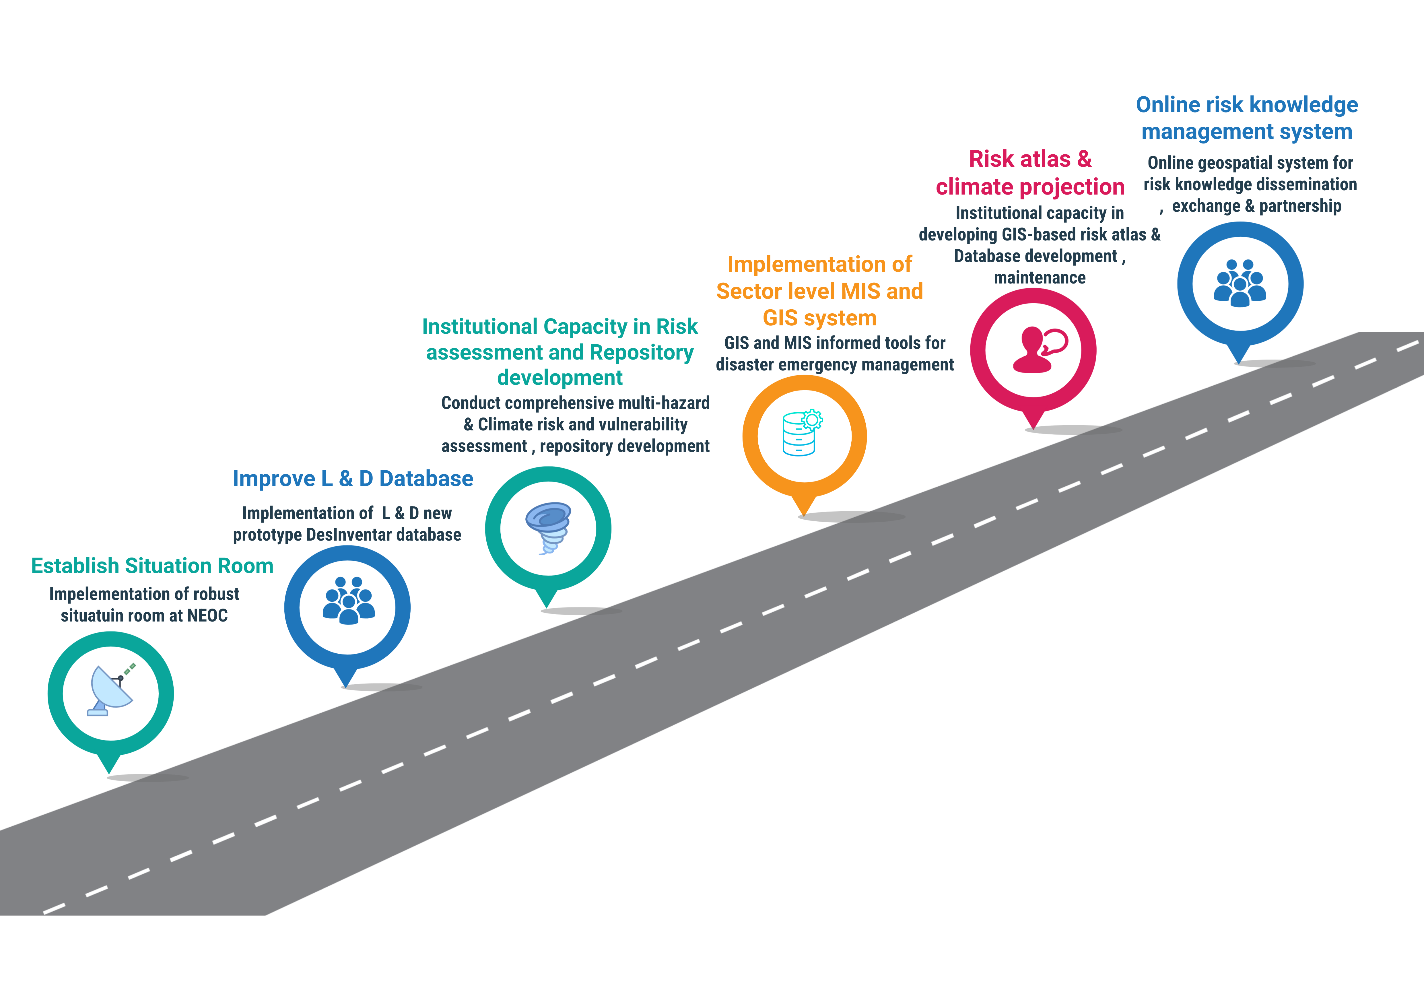 Establish Situation Room
Impelementation of robust
situatuin room at NEOC
Improve L & D Database
Implementation of L & D new
prototype DesInventar database
Institutional Capacity in Risk
assessment and Repository
development
Conduct comprehensive multi-hazard
& Climate risk and vulnerability
assessment , repository development
Implementation of
Sector level MIS and
GIS system
GIS and MIS informed tools for
disaster emergency management
Risk atlas &
climate projection
Institutional capacity in
developing GIS-based risk atlas &
Database development ,
maintenance
Online risk knowledge
management system
Online geospatial system for
risk knowledge dissemination
, exchange & partnership